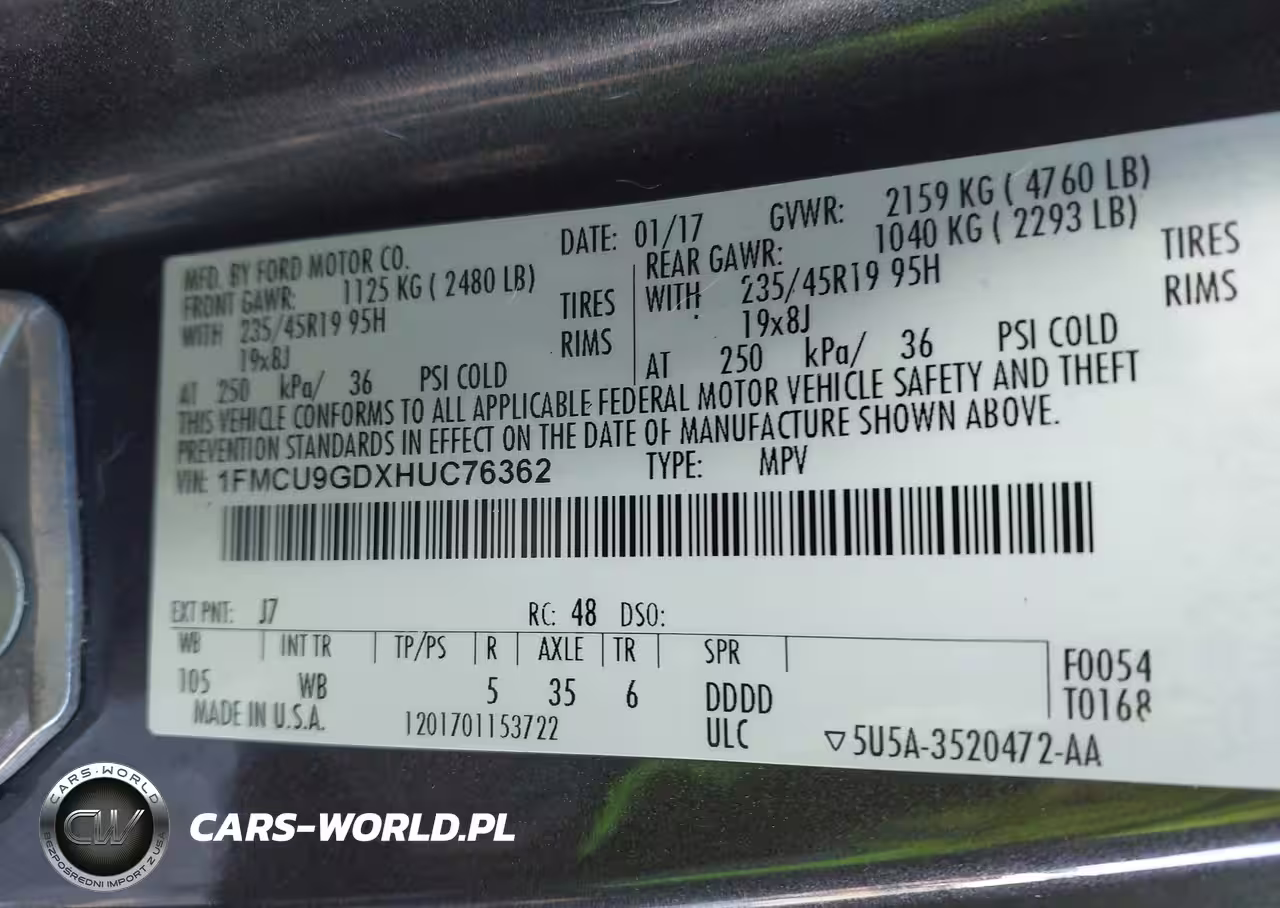 MFD. BY FORD MOTOR CO. DATE: 01/17 GVWR: 2159 KG ( 4760 LB)
FRONT GAWR: 1125 KG ( 2480 LB) REAR GAWR: 1040 KG ( 2293 LB)
WITH 235/45R19 95H TIRES WITH 235/45R19 95H TIRES
19x8J RIMS 19x8J RIMS
AT 250 kPa/ 36 PSI COLD AT 250 kPa/ 36 PSI COLD
THIS VEHICLE CONFORMS TO ALL APPLICABLE FEDERAL MOTOR VEHICLE SAFETY AND THEFT
PREVENTION STANDARDS IN EFFECT ON THE DATE OF MANUFACTURE SHOWN ABOVE.
VIN: 1FMCU9GDXHUC76362 TYPE: MPV
EXT PNT: J7 RC: 48 DSO:
WB INT TR TP/PS R AXLE TR SPR
105 WB 5 35 6 DDDD
F0054
T0168
MADE IN U.S.A. 1201701153722 ULC ▽5U5A-3520472-AA
CARS-WORLD
CW
BEZPOŚREDNI IMPORT Z USA
CARS-WORLD.PL